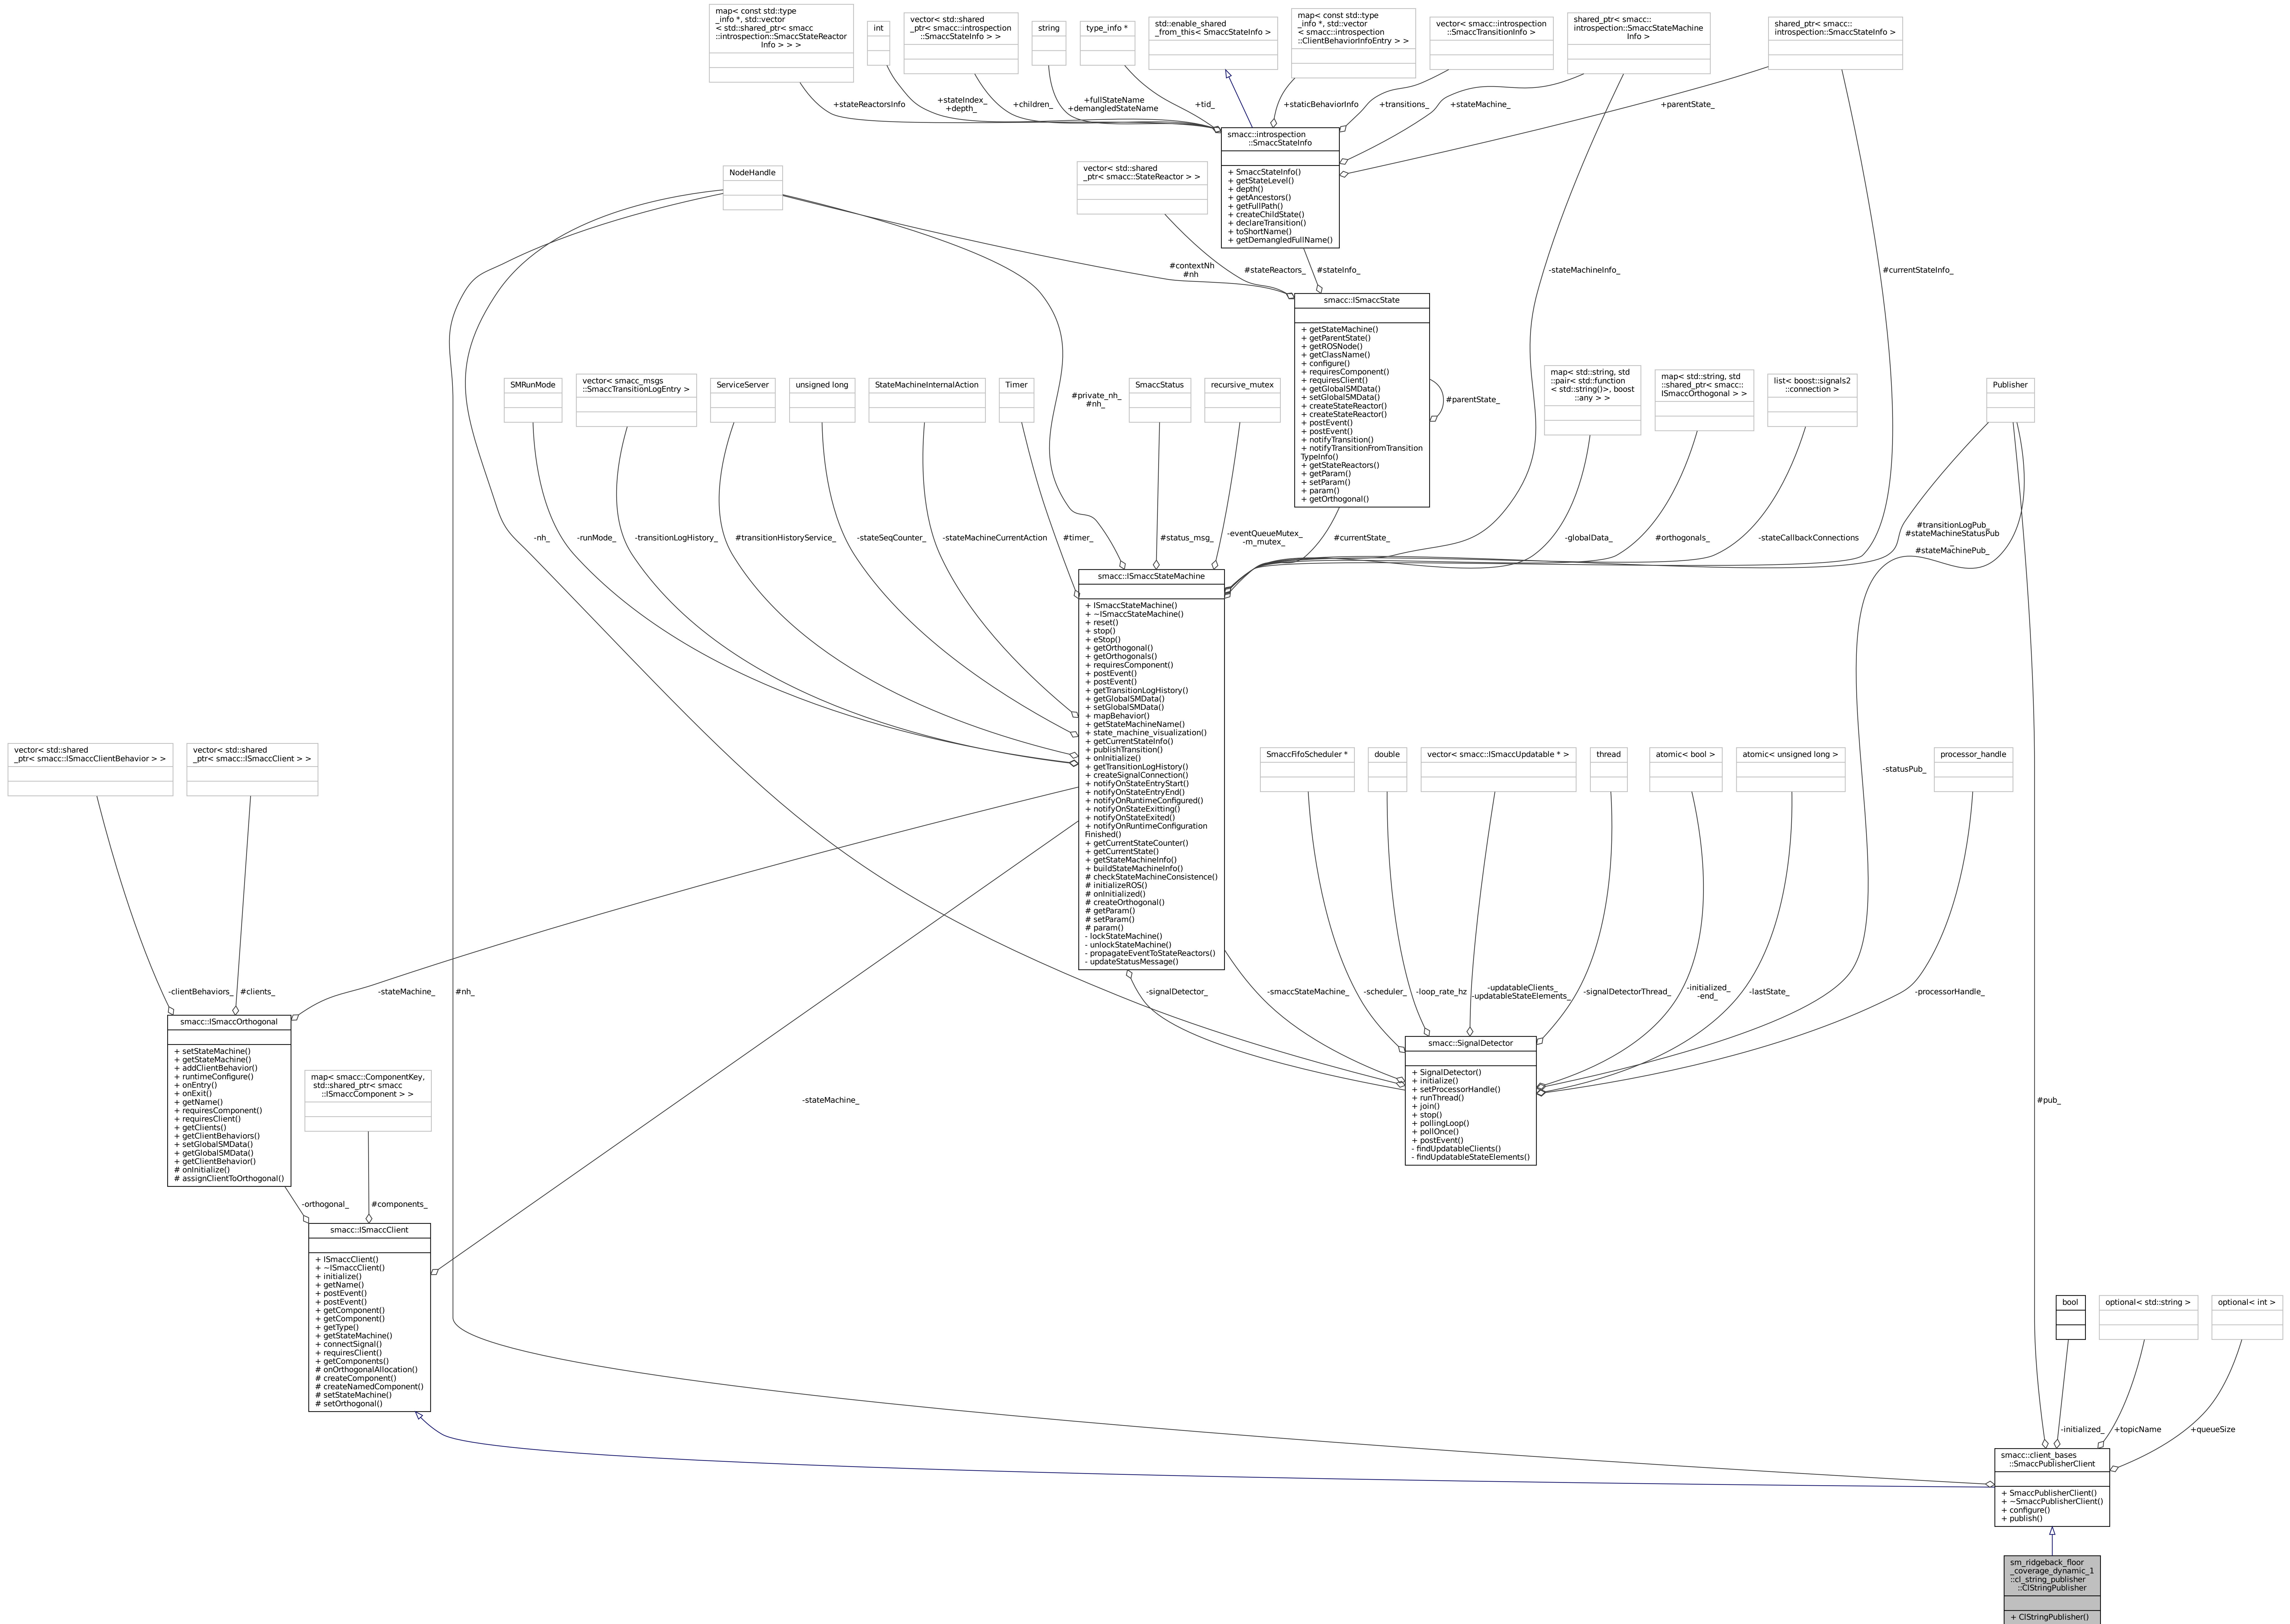 map< const std::type
_info *, std::vector
< std::shared_ptr< smacc
::introspection::SmaccStateReactor
Info > > >
int
vector< std::shared
_ptr< smacc::introspection
::SmaccStateInfo > >
string
type_info *
std::enable_shared
_from_this< SmaccStateInfo >
map< const std::type
_info *, std::vector
< smacc::introspection
::ClientBehaviorInfoEntry > >
vector< smacc::introspection
::SmaccTransitionInfo >
shared_ptr< smacc::
introspection::SmaccStateMachine
Info >
shared_ptr< smacc::
introspection::SmaccStateInfo >
+stateReactorsInfo
+stateIndex_
+depth_
+children_
+fullStateName
+demangledStateName
+tid_
+staticBehaviorInfo
+transitions_
+stateMachine_
+parentState_
smacc::introspection
::SmaccStateInfo
+ SmaccStateInfo()
+ getStateLevel()
+ depth()
+ getAncestors()
+ getFullPath()
+ createChildState()
+ declareTransition()
+ toShortName()
+ getDemangledFullName()
NodeHandle
vector< std::shared
_ptr< smacc::StateReactor > >
#contextNh
#nh
#stateReactors_
#stateInfo_
-stateMachineInfo_
#currentStateInfo_
smacc::ISmaccState
+ getStateMachine()
+ getParentState()
+ getROSNode()
+ getClassName()
+ configure()
+ requiresComponent()
+ requiresClient()
+ getGlobalSMData()
+ setGlobalSMData()
+ createStateReactor()
+ createStateReactor()
+ postEvent()
+ postEvent()
+ notifyTransition()
+ notifyTransitionFromTransition
TypeInfo()
+ getStateReactors()
+ getParam()
+ setParam()
+ param()
+ getOrthogonal()
#parentState_
SMRunMode
vector< smacc_msgs
::SmaccTransitionLogEntry >
ServiceServer
unsigned long
StateMachineInternalAction
Timer
#private_nh_
#nh_
SmaccStatus
recursive_mutex
map< std::string, std
::pair< std::function
< std::string()>, boost
::any > >
map< std::string, std
::shared_ptr< smacc::
ISmaccOrthogonal > >
list< boost::signals2
::connection >
Publisher
-nh_
-runMode_
-transitionLogHistory_
#transitionHistoryService_
-stateSeqCounter_
-stateMachineCurrentAction
#timer_
#status_msg_
-eventQueueMutex_
-m_mutex_
#currentState_
-globalData_
#orthogonals_
-stateCallbackConnections
#transitionLogPub_
#stateMachineStatusPub
_
#stateMachinePub_
smacc::ISmaccStateMachine
+ ISmaccStateMachine()
+ ~ISmaccStateMachine()
+ reset()
+ stop()
+ eStop()
+ getOrthogonal()
+ getOrthogonals()
+ requiresComponent()
+ postEvent()
+ postEvent()
+ getTransitionLogHistory()
+ getGlobalSMData()
+ setGlobalSMData()
+ mapBehavior()
+ getStateMachineName()
+ state_machine_visualization()
+ getCurrentStateInfo()
+ publishTransition()
+ onInitialize()
+ getTransitionLogHistory()
+ createSignalConnection()
+ notifyOnStateEntryStart()
+ notifyOnStateEntryEnd()
+ notifyOnRuntimeConfigured()
+ notifyOnStateExitting()
+ notifyOnStateExited()
+ notifyOnRuntimeConfiguration
Finished()
+ getCurrentStateCounter()
+ getCurrentState()
+ getStateMachineInfo()
+ buildStateMachineInfo()
# checkStateMachineConsistence()
# initializeROS()
# onInitialized()
# createOrthogonal()
# getParam()
# setParam()
# param()
- lockStateMachine()
- unlockStateMachine()
- propagateEventToStateReactors()
- updateStatusMessage()
vector< std::shared
_ptr< smacc::ISmaccClientBehavior > >
vector< std::shared
_ptr< smacc::ISmaccClient > >
SmaccFifoScheduler *
double
vector< smacc::ISmaccUpdatable * >
thread
atomic< bool >
atomic< unsigned long >
-statusPub_
processor_handle
-clientBehaviors_
#clients_
-stateMachine_
#nh_
-signalDetector_
-smaccStateMachine_
-scheduler_
-loop_rate_hz
-updatableClients_
-updatableStateElements_
-signalDetectorThread_
-initialized_
-end_
-lastState_
-processorHandle_
smacc::ISmaccOrthogonal
+ setStateMachine()
+ getStateMachine()
+ addClientBehavior()
+ runtimeConfigure()
+ onEntry()
+ onExit()
+ getName()
+ requiresComponent()
+ requiresClient()
+ getClients()
+ getClientBehaviors()
+ setGlobalSMData()
+ getGlobalSMData()
+ getClientBehavior()
# onInitialize()
# assignClientToOrthogonal()
map< smacc::ComponentKey,
std::shared_ptr< smacc
::ISmaccComponent > >
-stateMachine_
smacc::SignalDetector
+ SignalDetector()
+ initialize()
+ setProcessorHandle()
+ runThread()
+ join()
+ stop()
+ pollingLoop()
+ pollOnce()
+ postEvent()
- findUpdatableClients()
- findUpdatableStateElements()
#pub_
-orthogonal_
#components_
smacc::ISmaccClient
+ ISmaccClient()
+ ~ISmaccClient()
+ initialize()
+ getName()
+ postEvent()
+ postEvent()
+ getComponent()
+ getComponent()
+ getType()
+ getStateMachine()
+ connectSignal()
+ requiresClient()
+ getComponents()
# onOrthogonalAllocation()
# createComponent()
# createNamedComponent()
# setStateMachine()
# setOrthogonal()
bool
optional< std::string >
optional< int >
-initialized_
+topicName
+queueSize
smacc::client_bases
::SmaccPublisherClient
+ SmaccPublisherClient()
+ ~SmaccPublisherClient()
+ configure()
+ publish()
sm_ridgeback_floor
_coverage_dynamic_1
::cl_string_publisher
::ClStringPublisher
+ ClStringPublisher()